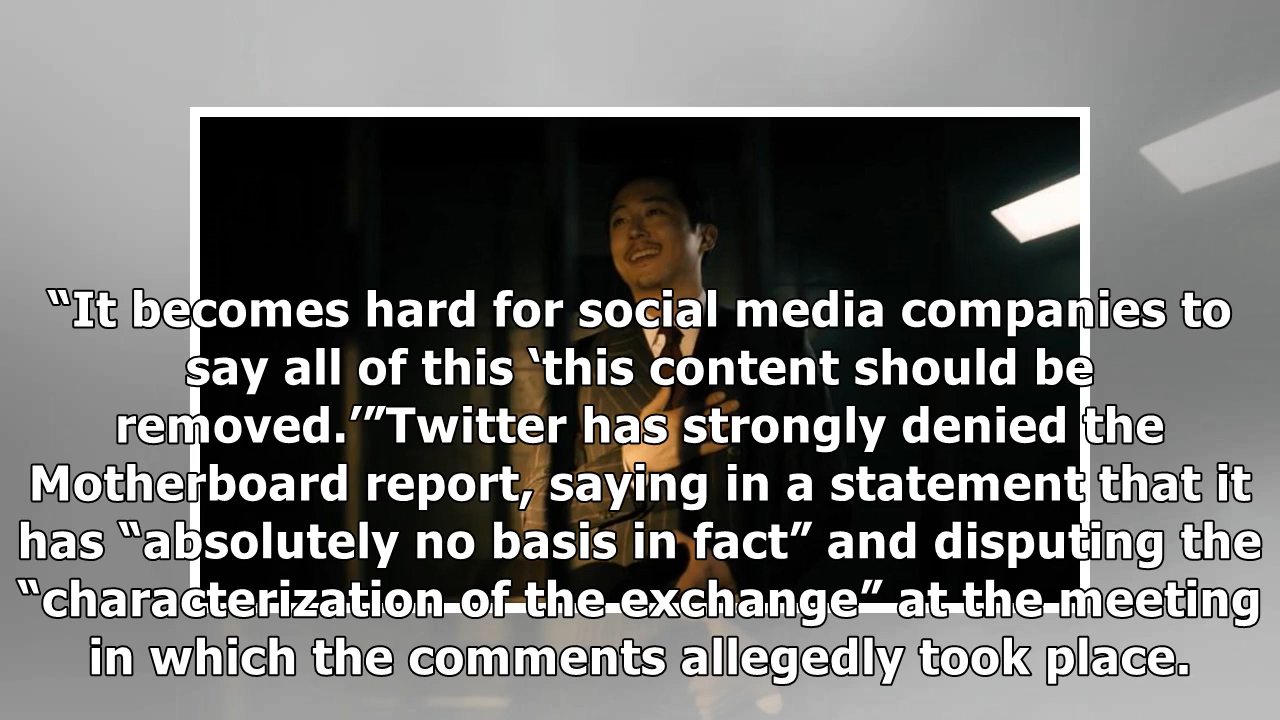 “It becomes hard for social media companies to
say all of this ‘this content should be
removed.’”Twitter has strongly denied the
Motherboard report, saying in a statement that it
has “absolutely no basis in fact” and disputing the
“characterization of the exchange” at the meeting
in which the comments allegedly took place.